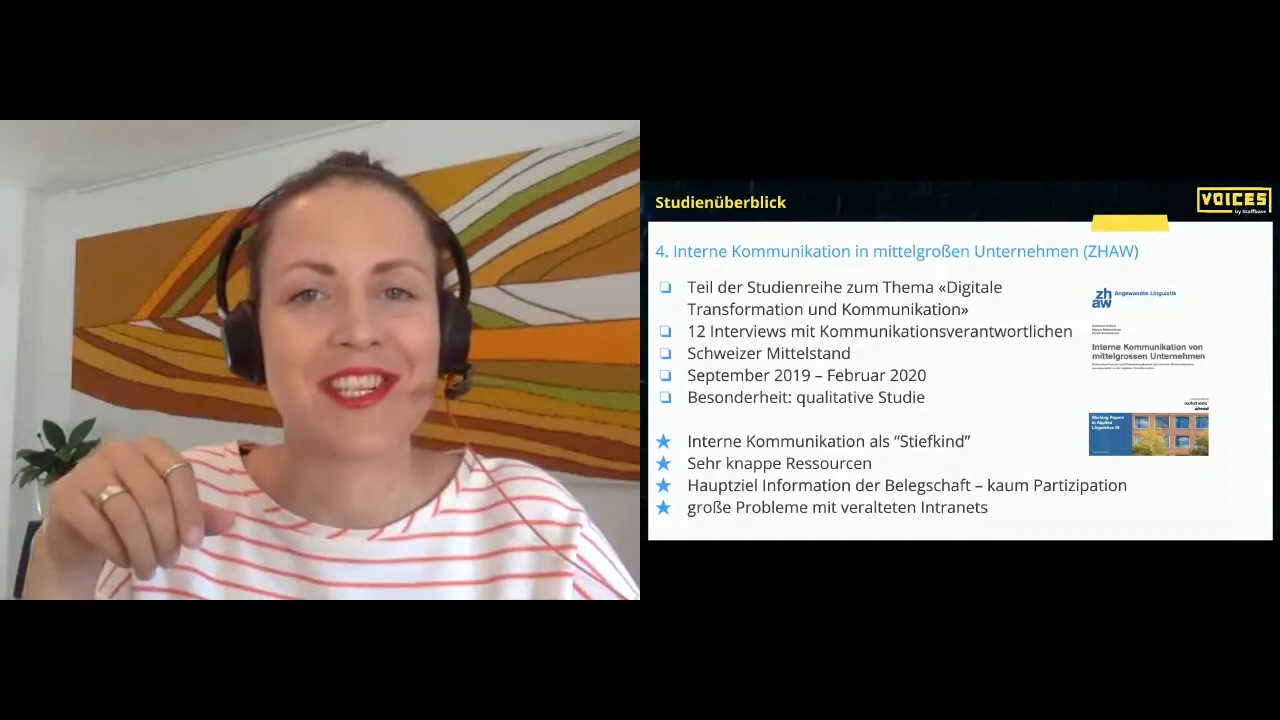 Studienüberblick
VOICES
by Staffbase
4. Interne Kommunikation in mittelgroßen Unternehmen (ZHAW)
❏ Teil der Studienreihe zum Thema «Digitale
Transformation und Kommunikation»
❏ 12 Interviews mit Kommunikationsverantwortlichen
❏ Schweizer Mittelstand
❏ September 2019 – Februar 2020
❏ Besonderheit: qualitative Studie
★ Interne Kommunikation als “Stiefkind”
★ Sehr knappe Ressourcen
★ Hauptziel Information der Belegschaft – kaum Partizipation
★ große Probleme mit veralteten Intranets
zh
aw
Angewandte Linguistik
Interne Kommunikation von
mittelgrossen Unternehmen
Working Papers
in Applied
Linguistics